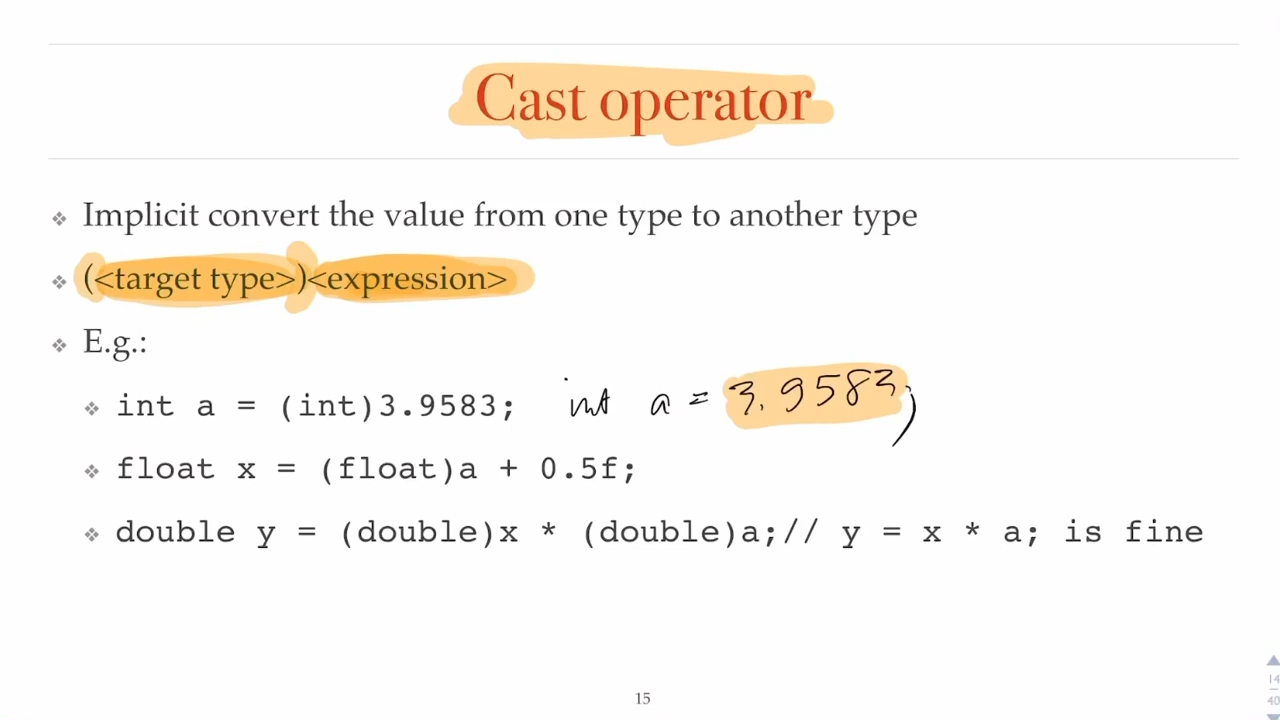 Cast operator
Implicit convert the value from one type to another type
(<target type>)<expression>
E.g.:
int a = (int)3.9583; int a = 3.9583;
float x = (float)a + 0.5f;
double y = (double)x * (double)a;// y = x * a; is fine
15
14
40